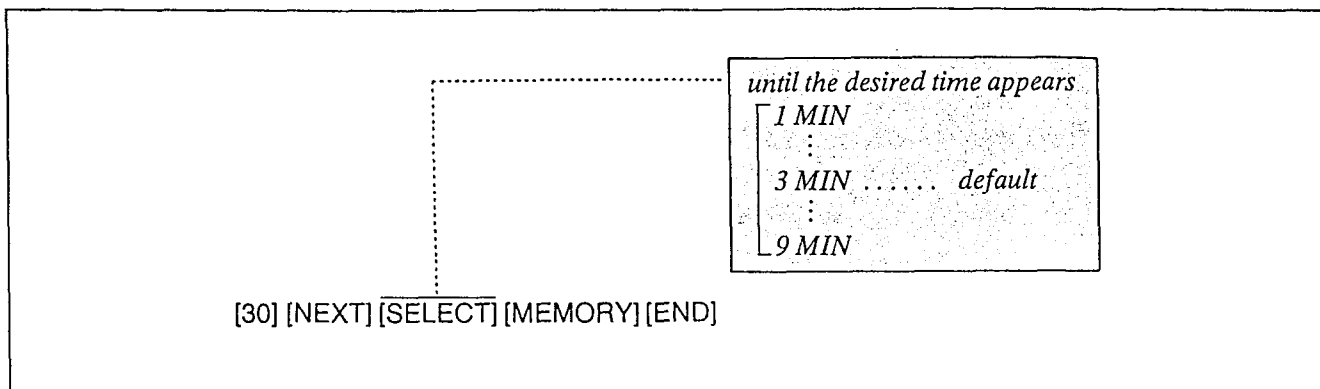 until the desired time appears
1 MIN
⋮
3 MIN ...... default
⋮
9 MIN
[30] [NEXT] [SELECT] [MEMORY] [END]